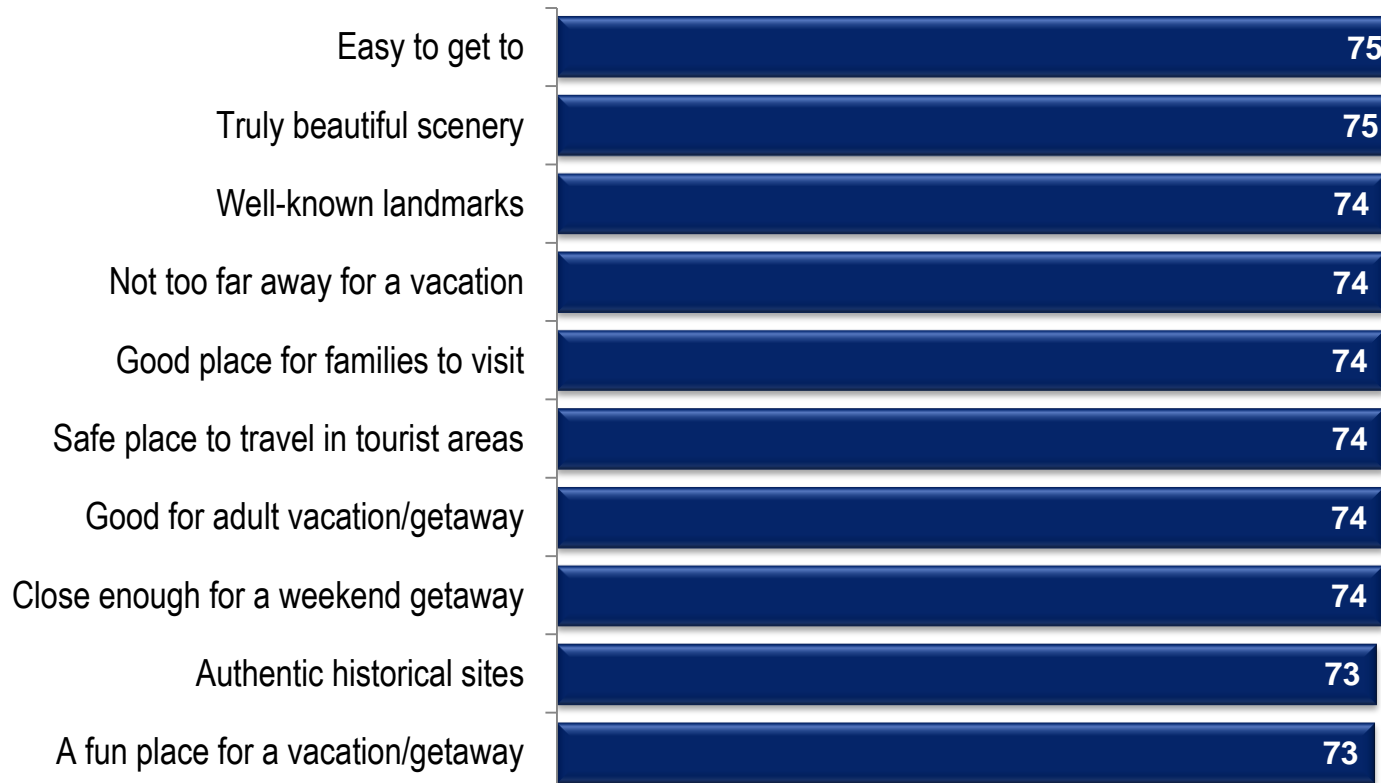 Easy to get to 75
Truly beautiful scenery 75
Well-known landmarks 74
Not too far away for a vacation 74
Good place for families to visit 74
Safe place to travel in tourist areas 74
Good for adult vacation/getaway 74
Close enough for a weekend getaway 74
Authentic historical sites 73
A fun place for a vacation/getaway 73